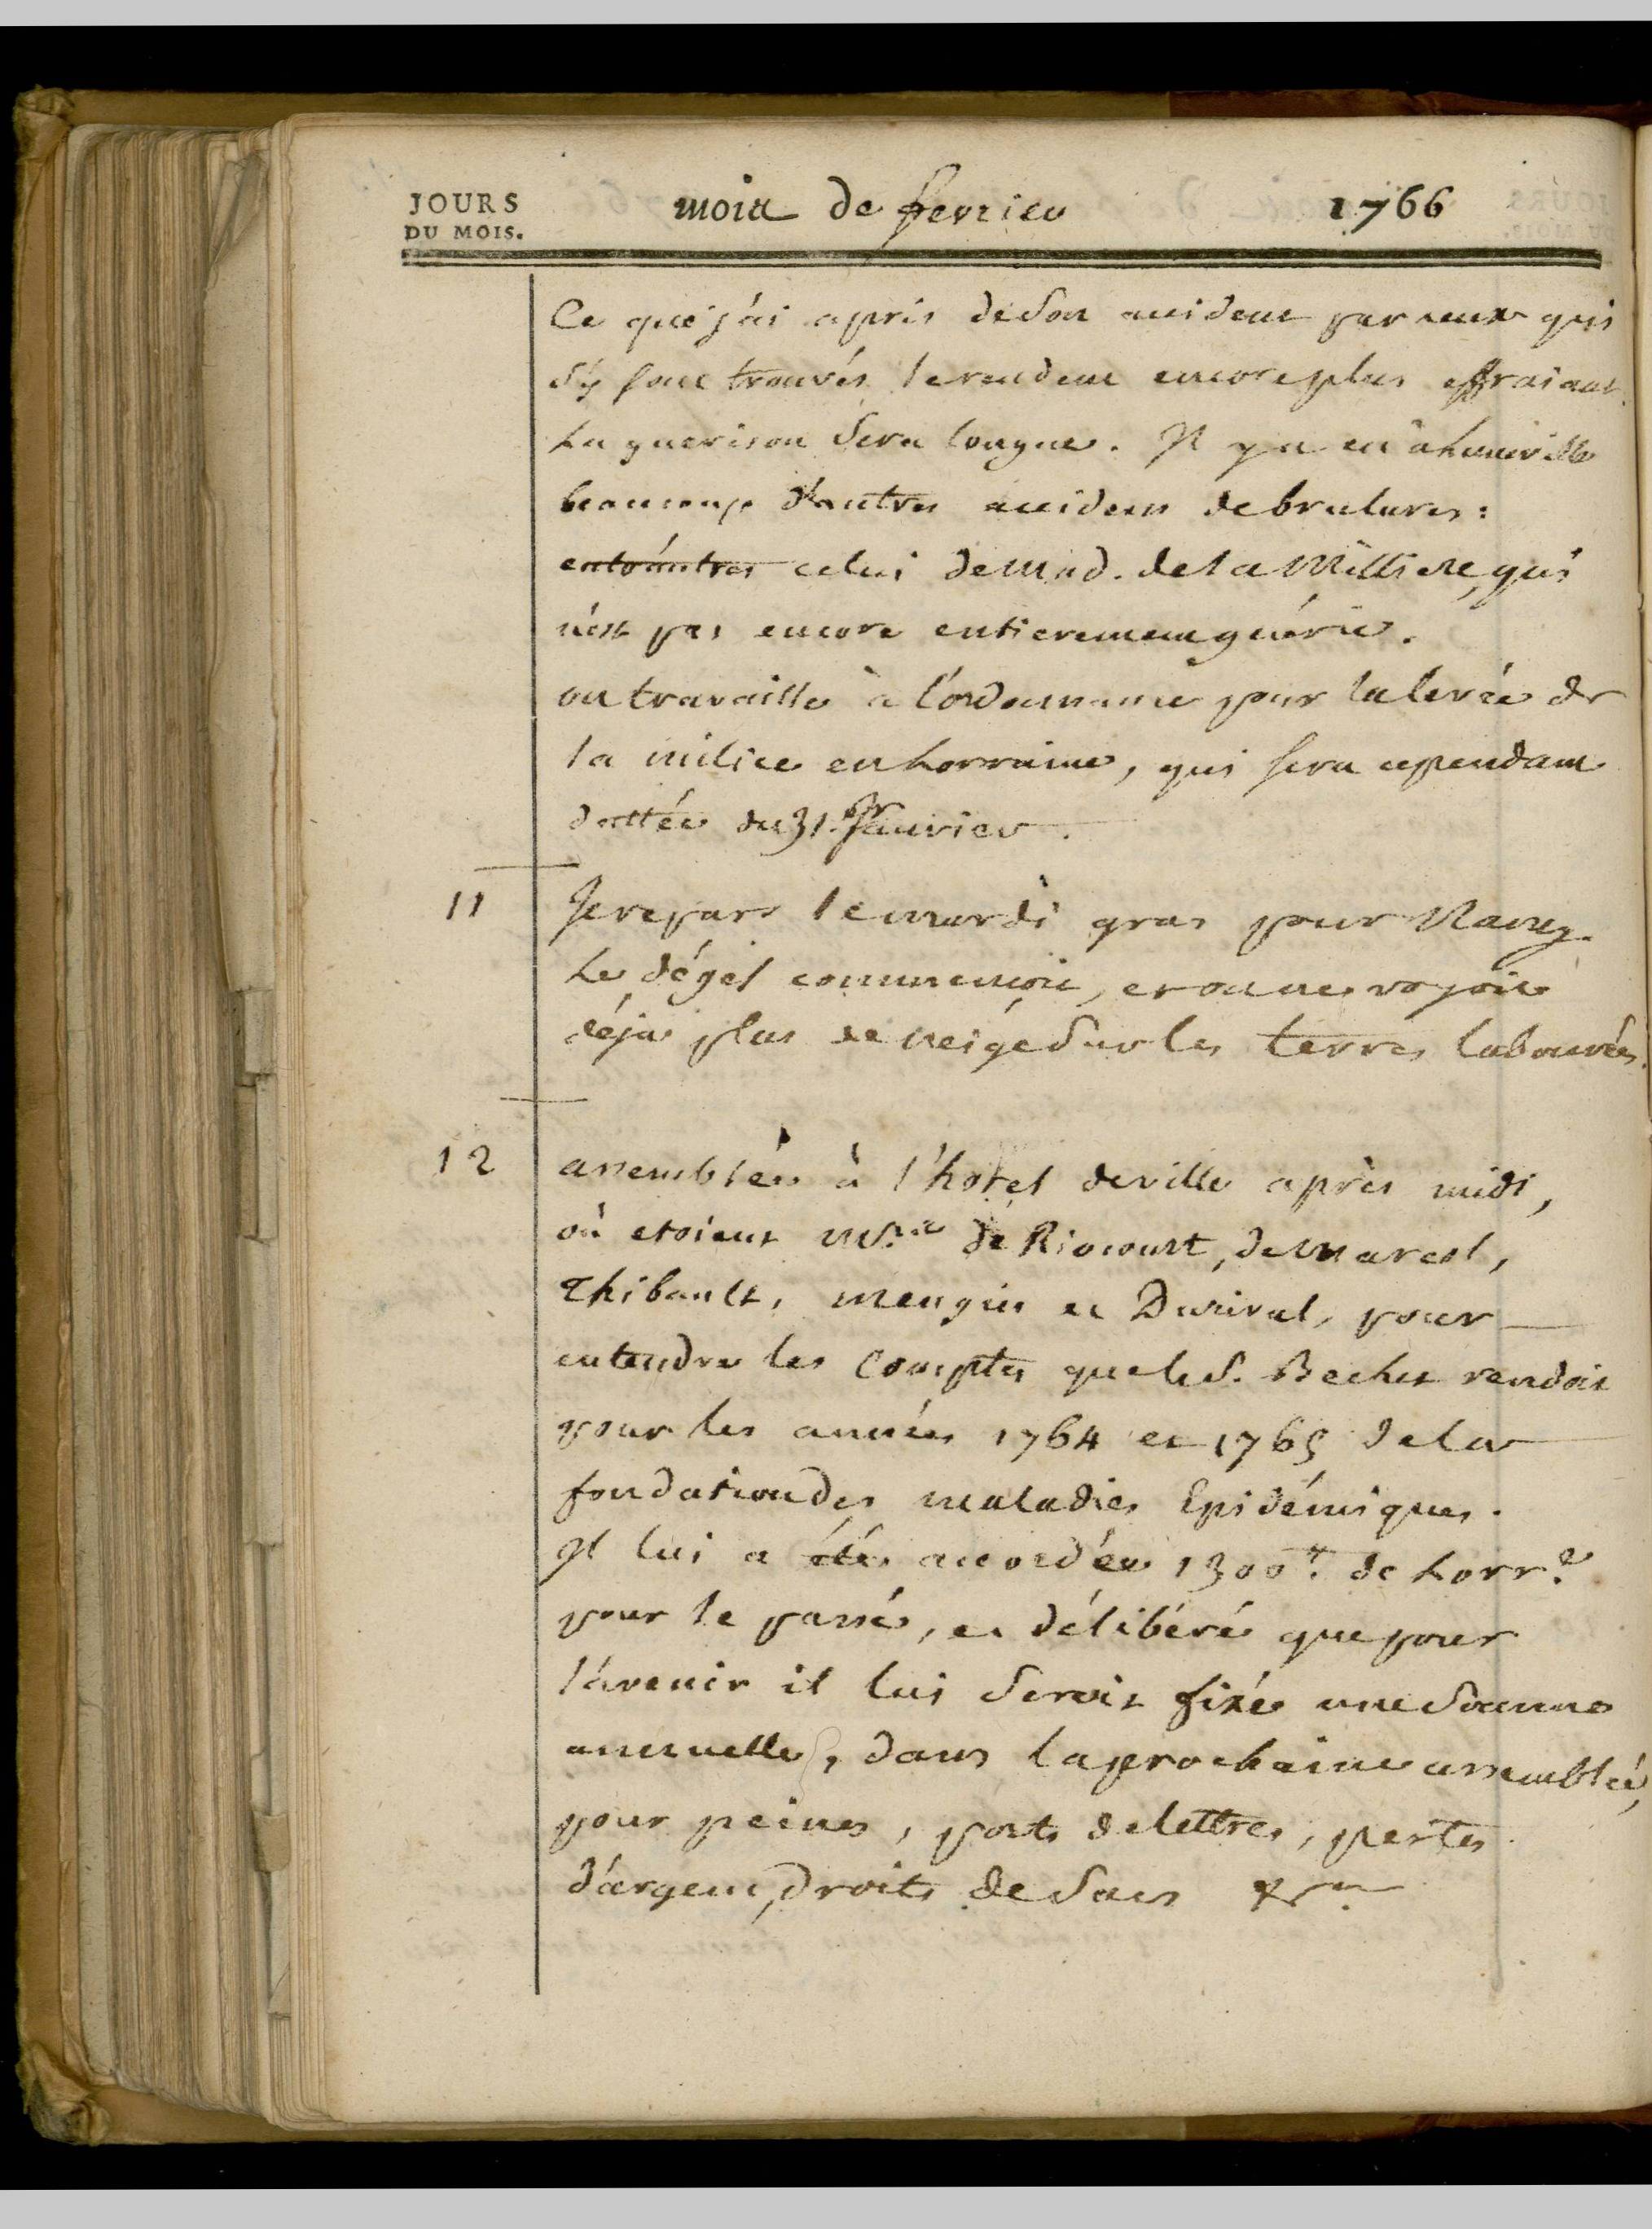 JOURS
DU MOIS.
mois de fevrier 1766
Ce que j'ai apris de son accident par ceux qui
s'y sont trouvés le rendent encore plus effraiant.
La guerison sera longue. Il y a eu à Luneville
beaucoup d'autres accidens de brulures:
entr'autres celui de Mad. de la Milliere, qui
n'est pas encore entierement guérie.
on travaille à l'ordonnance pour la levée de
la milice en Lorraine, qui sera cependant
dattée du 31. Janvier.
11 Je repars le mardi gras pour Nancy.
Le dégel commençoit, et on ne voyoit
déja plus de neige sur les terres labourées.
12 assemblée à l'hotel de ville après midi,
où etoient Mrs. de Riocourt, de Marcol,
Thibault, Mengin et Durival, pour
entendre les Comptes que le S. Bechet rendoit
pour les années 1764 et 1765 de la
fondation des maladies Epidémiques.
Il lui a été accordée 1300tt. de Lorr.e
pour le passé, et délibéré que pour
l'avenir il lui seroit fixée une somme
annuelle, dans la prochaine assemblée,
pour peines, ports de lettres, pertes
d'argent, droits de sacs &c.a